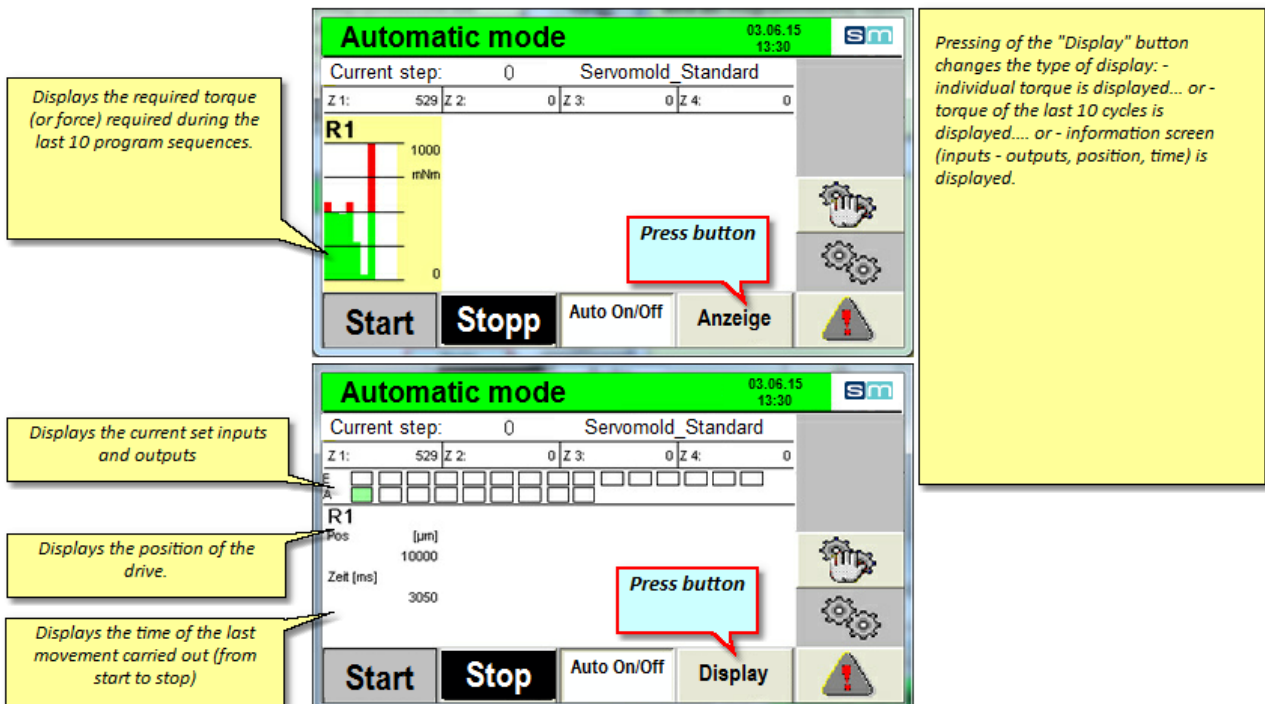 Automatic mode
03.06.15
13:30
sm
Current step: 0 Servomold_Standard
Z 1: 529 Z 2: 0 Z 3: 0 Z 4: 0
R1
1000
mNm
0
Displays the required torque
(or force) required during the
last 10 program sequences.
Press button
Start Stopp Auto On/Off Anzeige
Pressing of the "Display" button
changes the type of display: -
individual torque is displayed... or -
torque of the last 10 cycles is
displayed.... or - information screen
(inputs - outputs, position, time) is
displayed.
Automatic mode
03.06.15
13:30
sm
Current step: 0 Servomold_Standard
Z 1: 529 Z 2: 0 Z 3: 0 Z 4: 0
E
A
R1
Pos [µm]
10000
Zeit [ms]
3050
Displays the current set inputs
and outputs
Displays the position of the
drive.
Displays the time of the last
movement carried out (from
start to stop)
Press button
Start Stop Auto On/Off Display